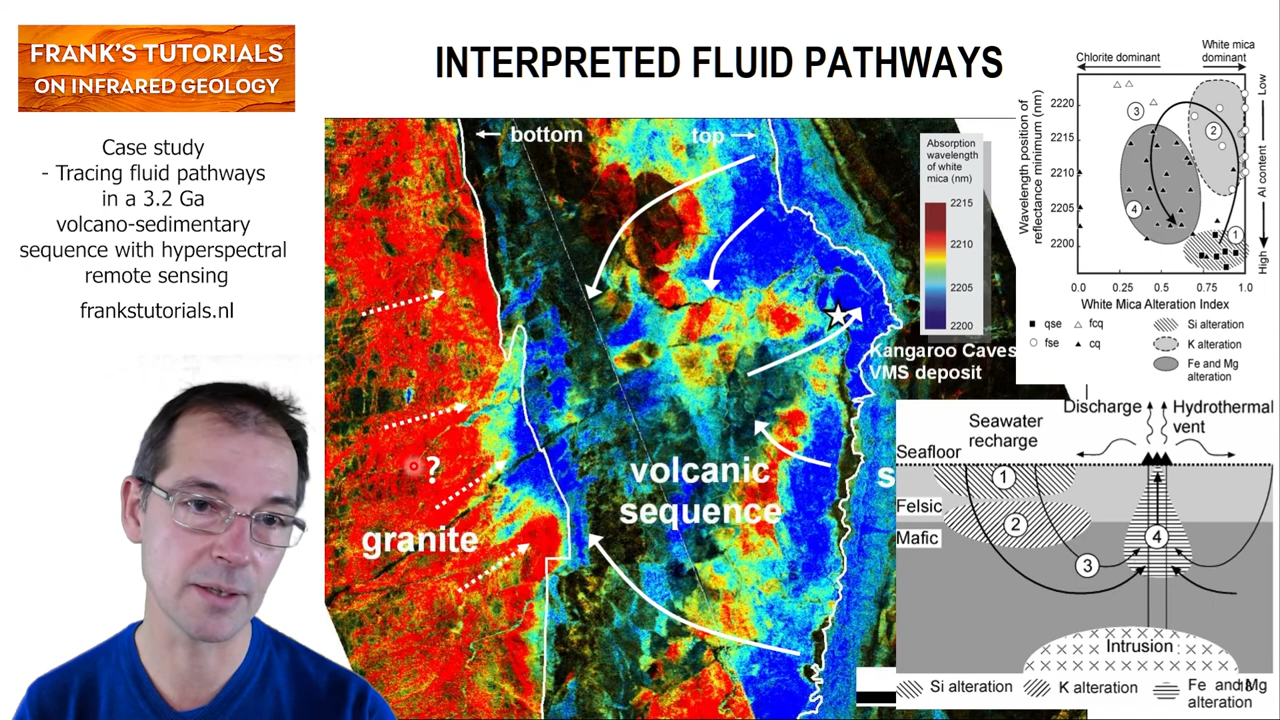 FRANK'S TUTORIALS
ON INFRARED GEOLOGY
Case study
- Tracing fluid pathways
in a 3.2 Ga
volcano-sedimentary
sequence with hyperspectral
remote sensing
frankstutorials.nl
INTERPRETED FLUID PATHWAYS
← bottom
top →
Absorption
wavelength
of white
mica (nm)
2215
2210
2205
2200
Kangaroo Caves
VMS deposit
?
granite
volcanic
sequence
s
Chlorite dominant
White mica
dominant
Wavelength position of
reflectance minimum (nm)
2220
2215
2210
2205
2200
3
2
4
1
Low
Al content
High
0.0 0.25 0.5 0.75 1.0
White Mica Alteration Index
qse
fcq
fse
cq
Si alteration
K alteration
Fe and Mg
alteration
Discharge
Hydrothermal
vent
Seawater
recharge
Seafloor
Felsic
Mafic
1
2
3
4
Intrusion
Si alteration
K alteration
Fe and Mg
alteration